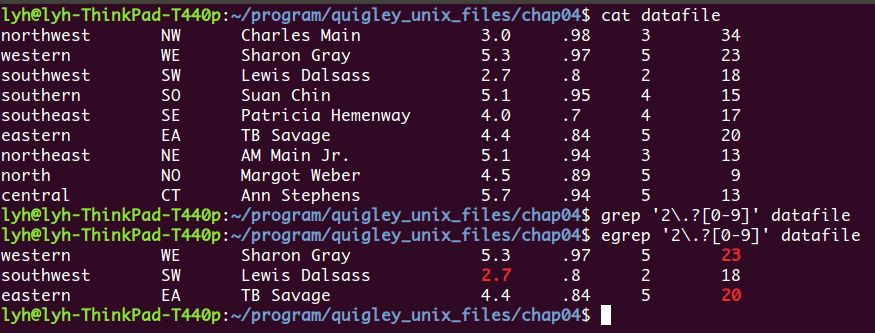 lyh@lyh-ThinkPad-T440p:~/program/quigley_unix_files/chap04$ cat datafile
northwest NW Charles Main 3.0 .98 3 34
western WE Sharon Gray 5.3 .97 5 23
southwest SW Lewis Dalsass 2.7 .8 2 18
southern SO Suan Chin 5.1 .95 4 15
southeast SE Patricia Hemenway 4.0 .7 4 17
eastern EA TB Savage 4.4 .84 5 20
northeast NE AM Main Jr. 5.1 .94 3 13
north NO Margot Weber 4.5 .89 5 9
central CT Ann Stephens 5.7 .94 5 13
lyh@lyh-ThinkPad-T440p:~/program/quigley_unix_files/chap04$ grep '2\.?[0-9]' datafile
lyh@lyh-ThinkPad-T440p:~/program/quigley_unix_files/chap04$ egrep '2\.?[0-9]' datafile
western WE Sharon Gray 5.3 .97 5 23
southwest SW Lewis Dalsass 2.7 .8 2 18
eastern EA TB Savage 4.4 .84 5 20
lyh@lyh-ThinkPad-T440p:~/program/quigley_unix_files/chap04$